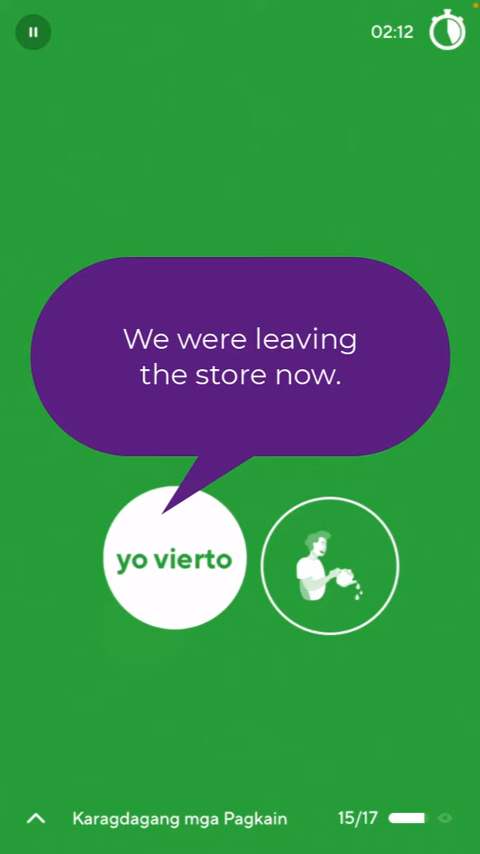 02:12
We were leaving
the store now.
yo vierto
Karagdagang mga Pagkain 15/17